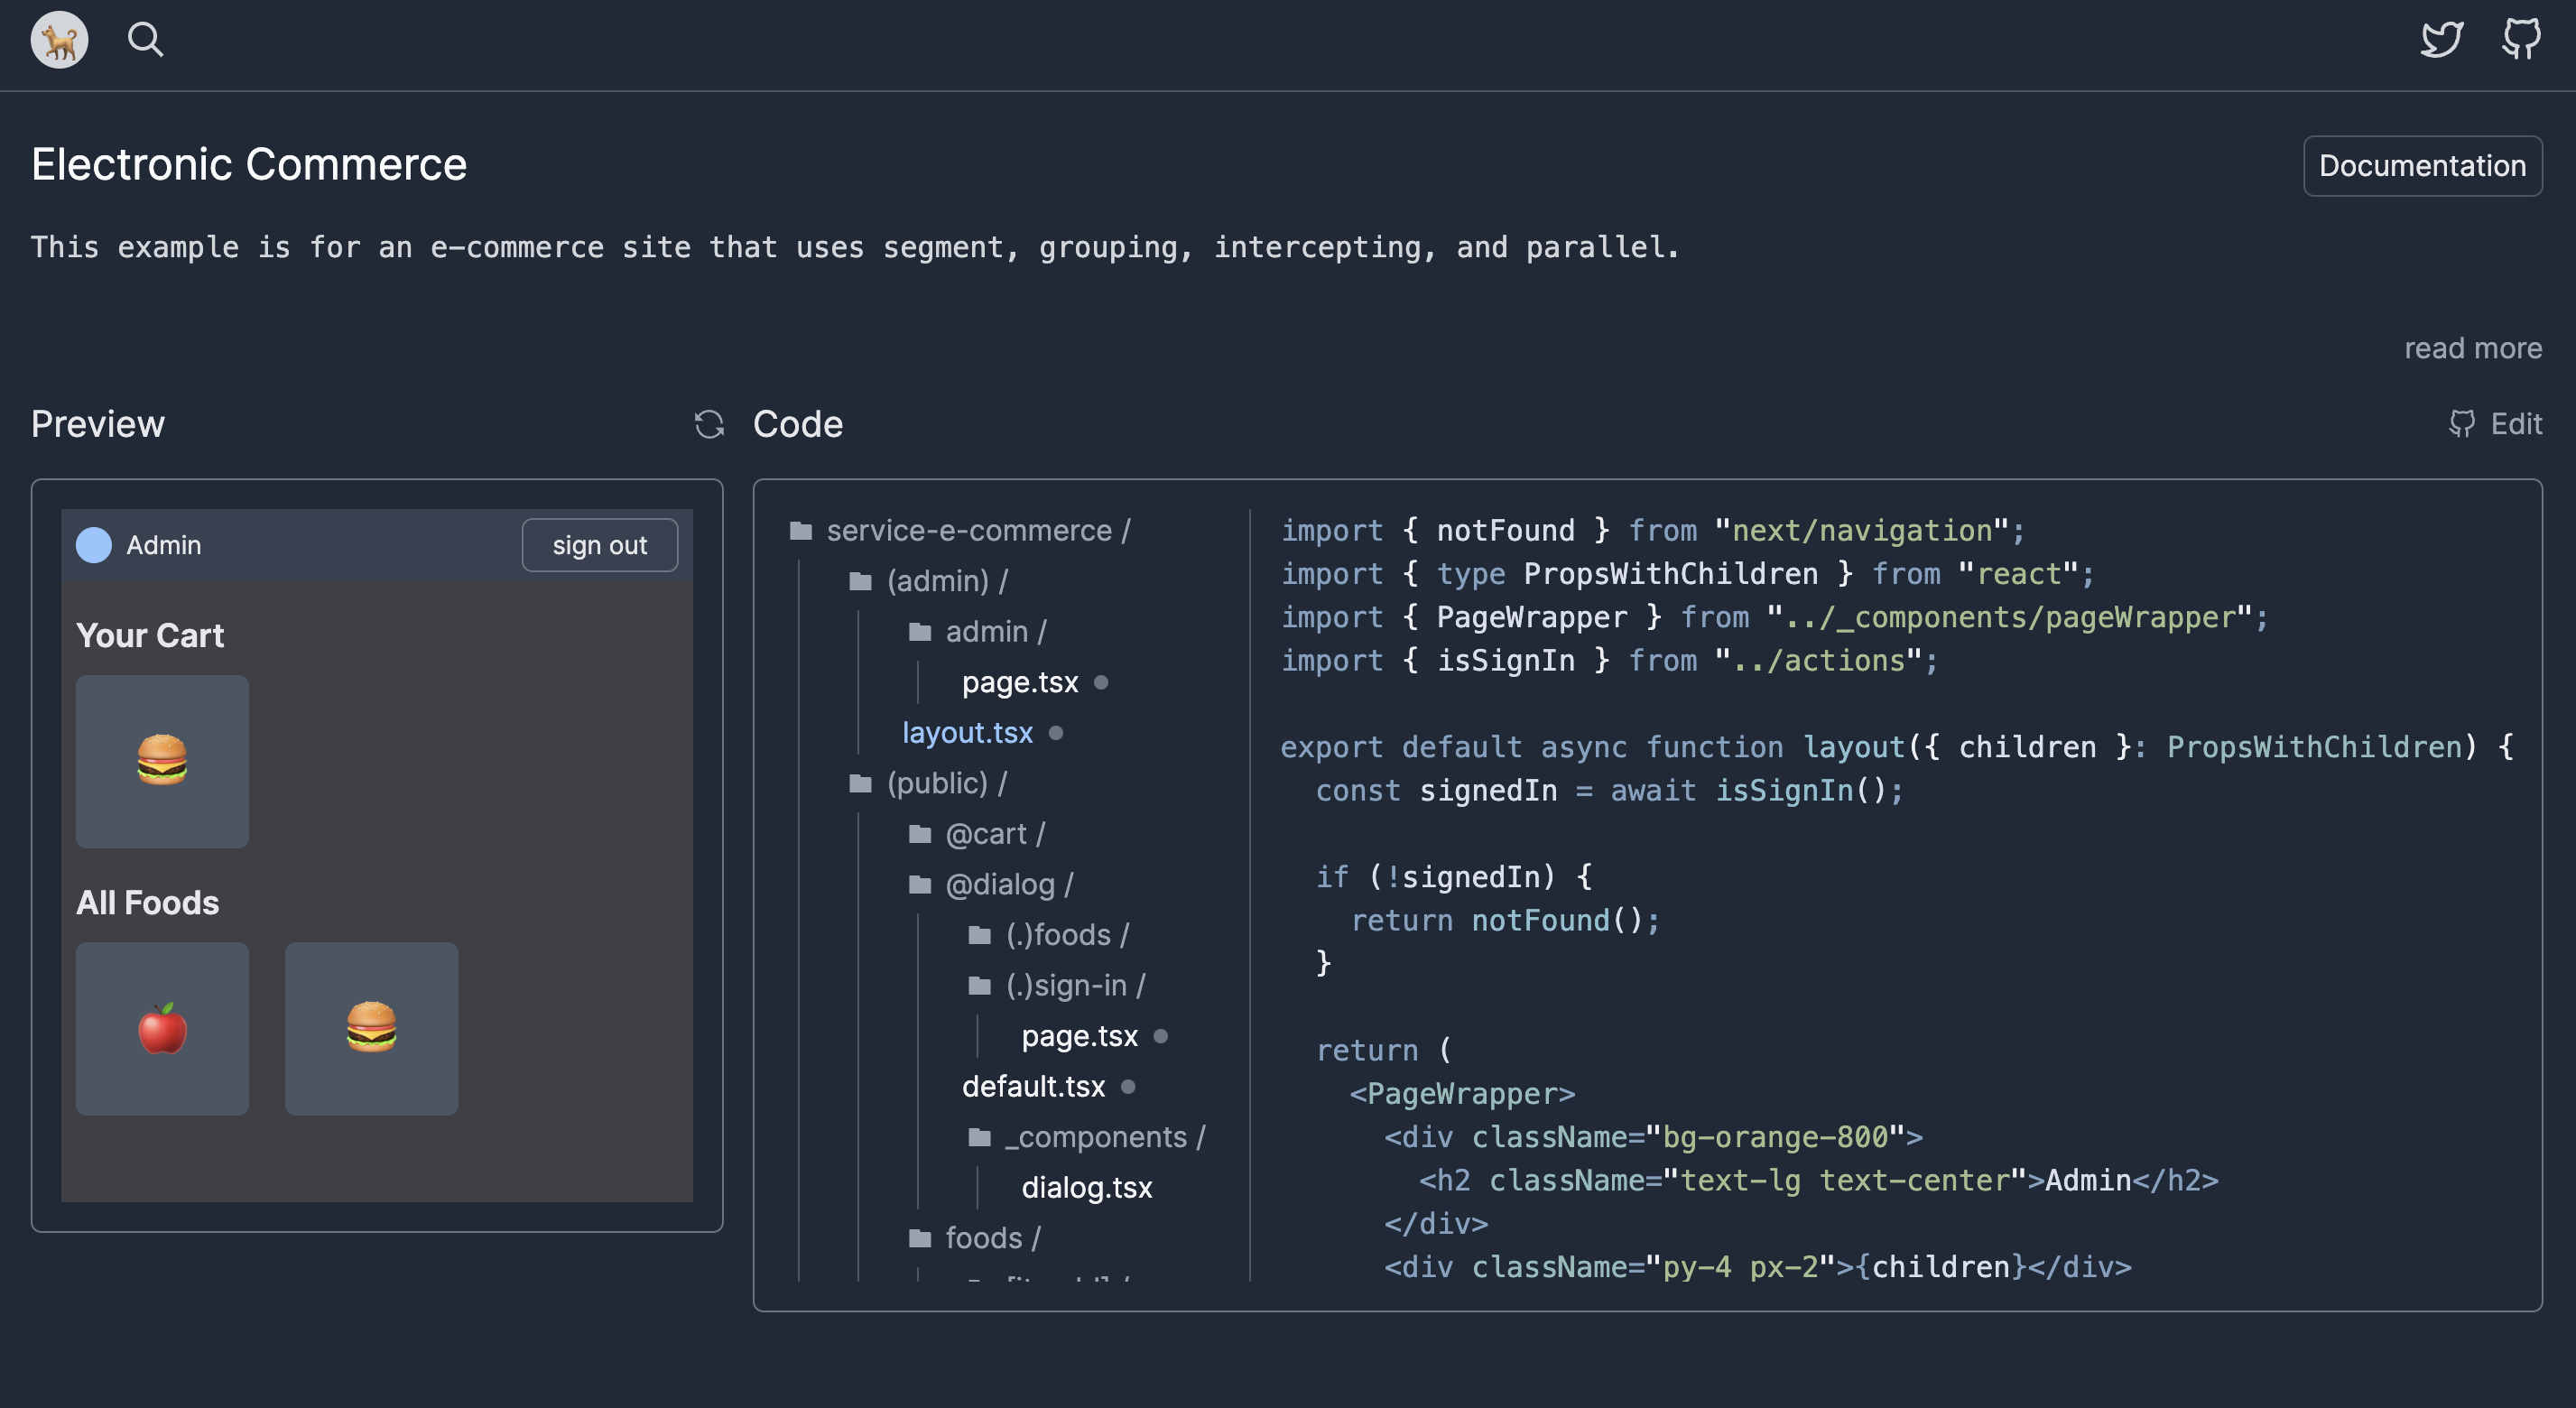 Electronic Commerce
Documentation
This example is for an e-commerce site that uses segment, grouping, intercepting, and parallel.
read more
Preview
Code
Edit
Admin
sign out
Your Cart
All Foods
service-e-commerce /
(admin) /
admin /
page.tsx
layout.tsx
(public) /
@cart /
@dialog /
(.)foods /
(.)sign-in /
page.tsx
default.tsx
_components /
dialog.tsx
foods /
import { notFound } from "next/navigation";
import { type PropsWithChildren } from "react";
import { PageWrapper } from "../_components/pageWrapper";
import { isSignIn } from "../actions";
export default async function layout({ children }: PropsWithChildren) {
const signedIn = await isSignIn();
if (!signedIn) {
return notFound();
}
return (
<PageWrapper>
<div className="bg-orange-800">
<h2 className="text-lg text-center">Admin</h2>
</div>
<div className="py-4 px-2">{children}</div>